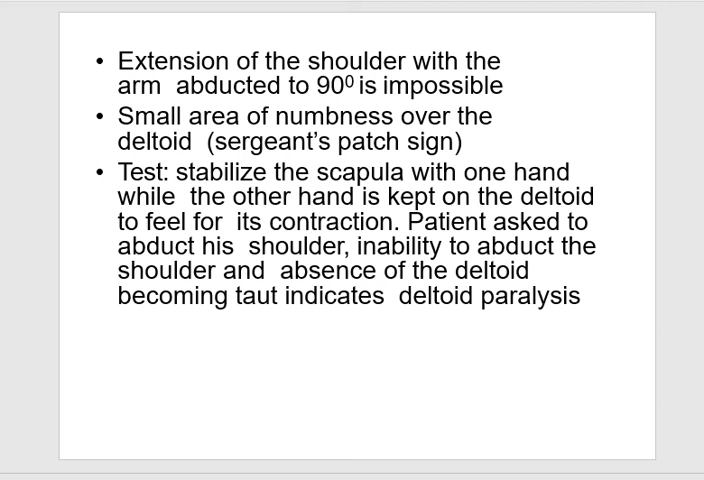 • Extension of the shoulder with the
arm  abducted to 90⁰ is impossible
• Small area of numbness over the
deltoid  (sergeant’s patch sign)
• Test: stabilize the scapula with one hand
while  the other hand is kept on the deltoid
to feel for  its contraction. Patient asked to
abduct his  shoulder, inability to abduct the
shoulder and  absence of the deltoid
becoming taut indicates  deltoid paralysis